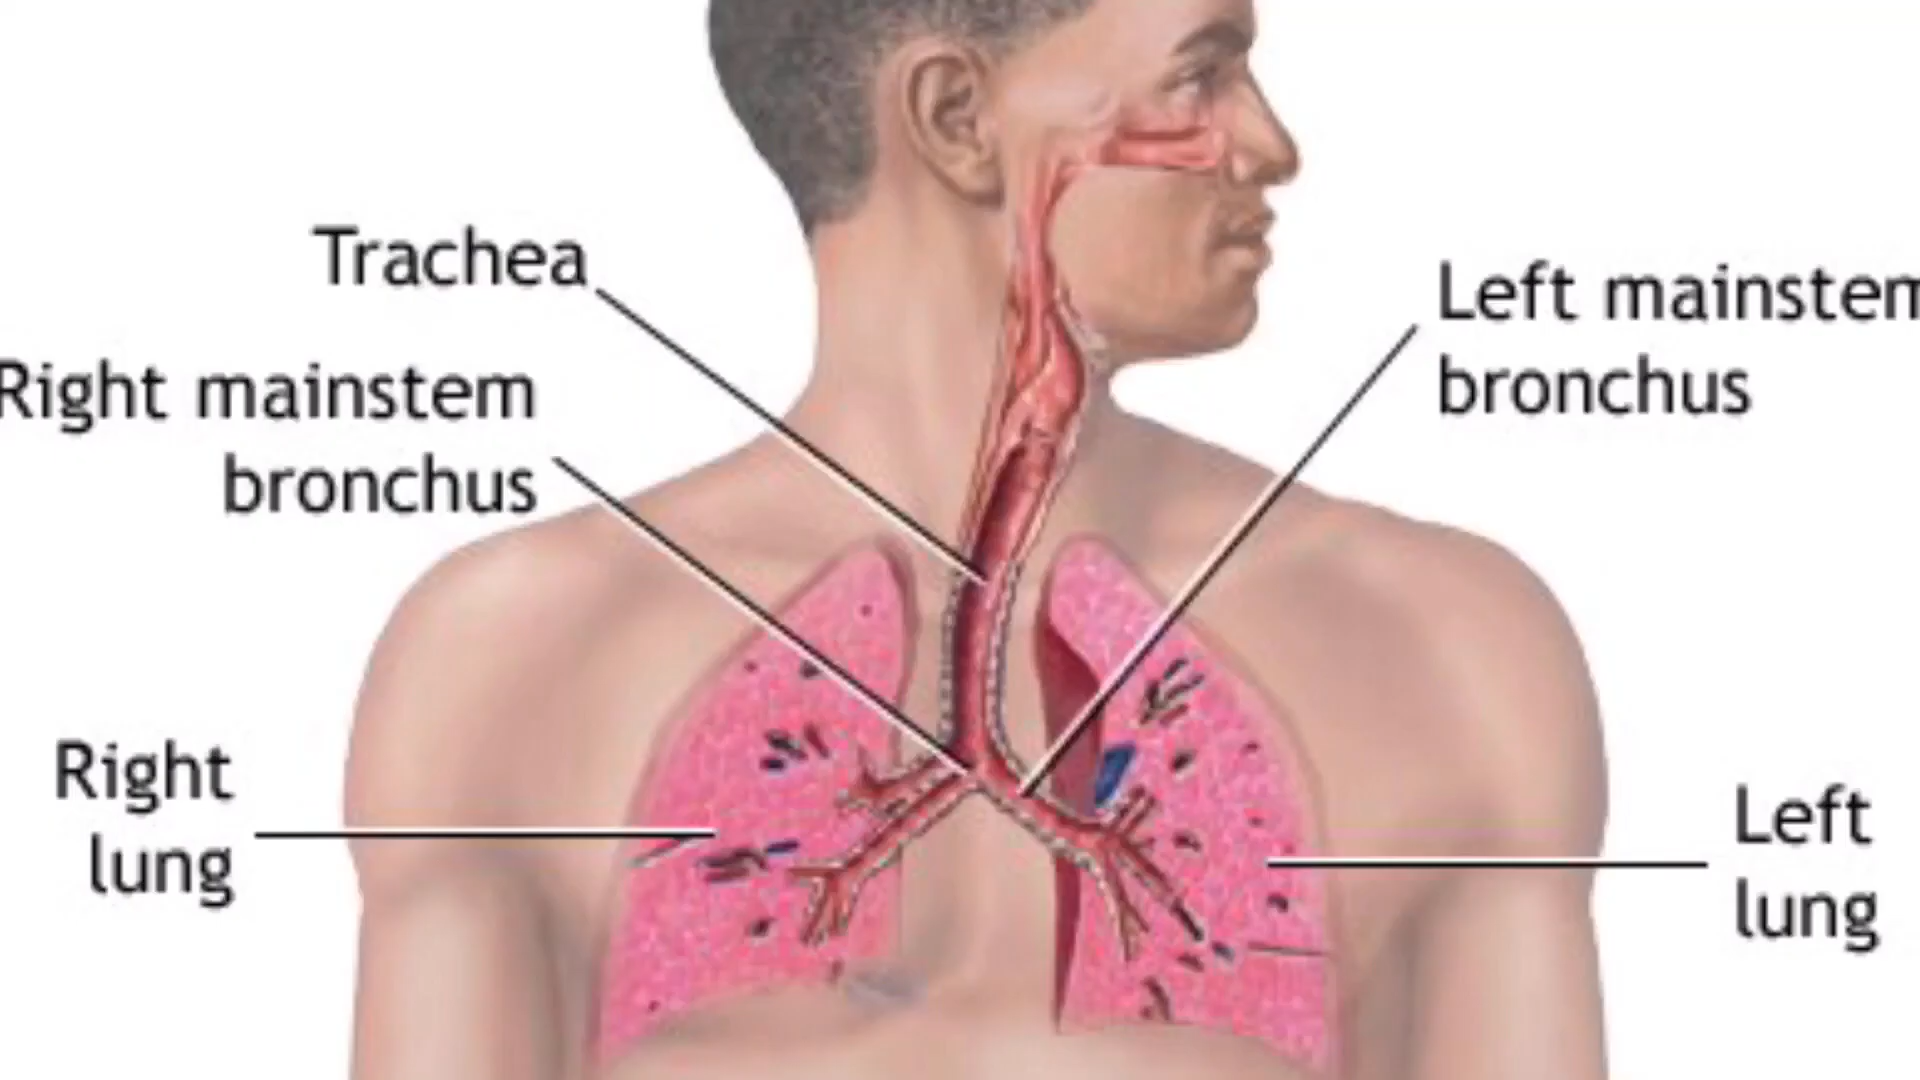 Trachea
Right mainstem
bronchus
Left mainstem
bronchus
Right
lung
Left
lung